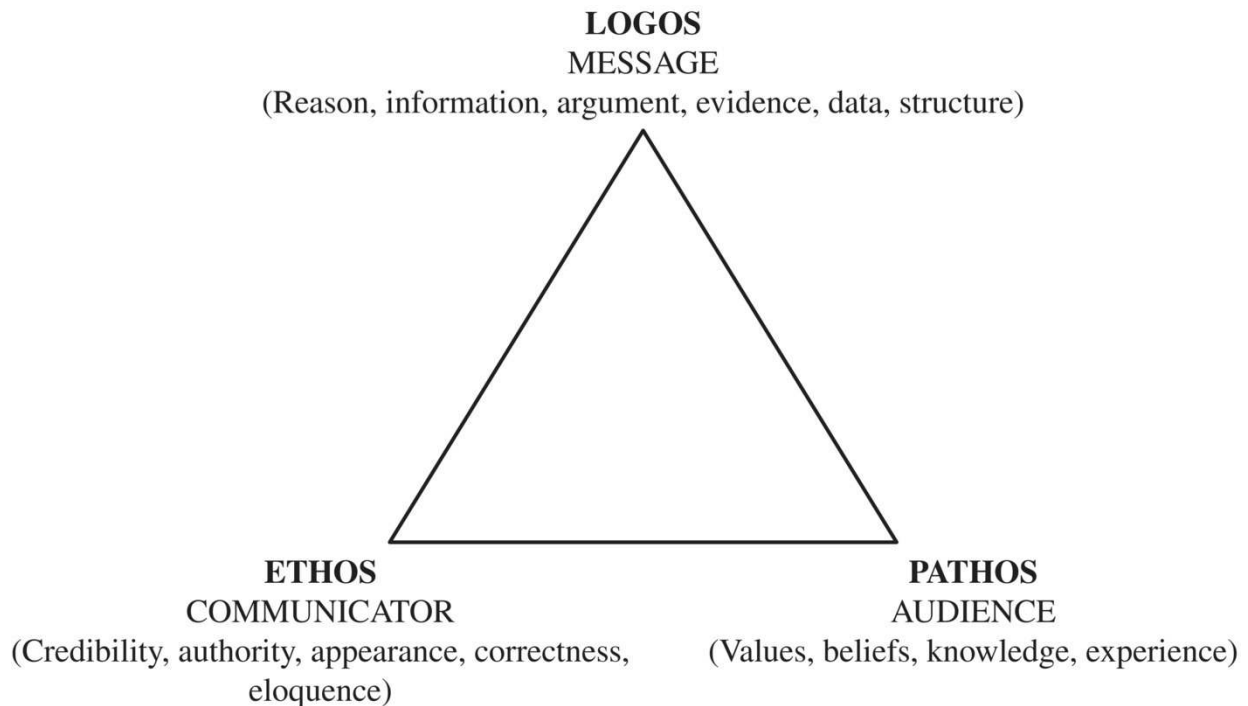 LOGOS
MESSAGE
(Reason, information, argument, evidence, data, structure)
ETHOS
COMMUNICATOR
(Credibility, authority, appearance, correctness,
eloquence)
PATHOS
AUDIENCE
(Values, beliefs, knowledge, experience)